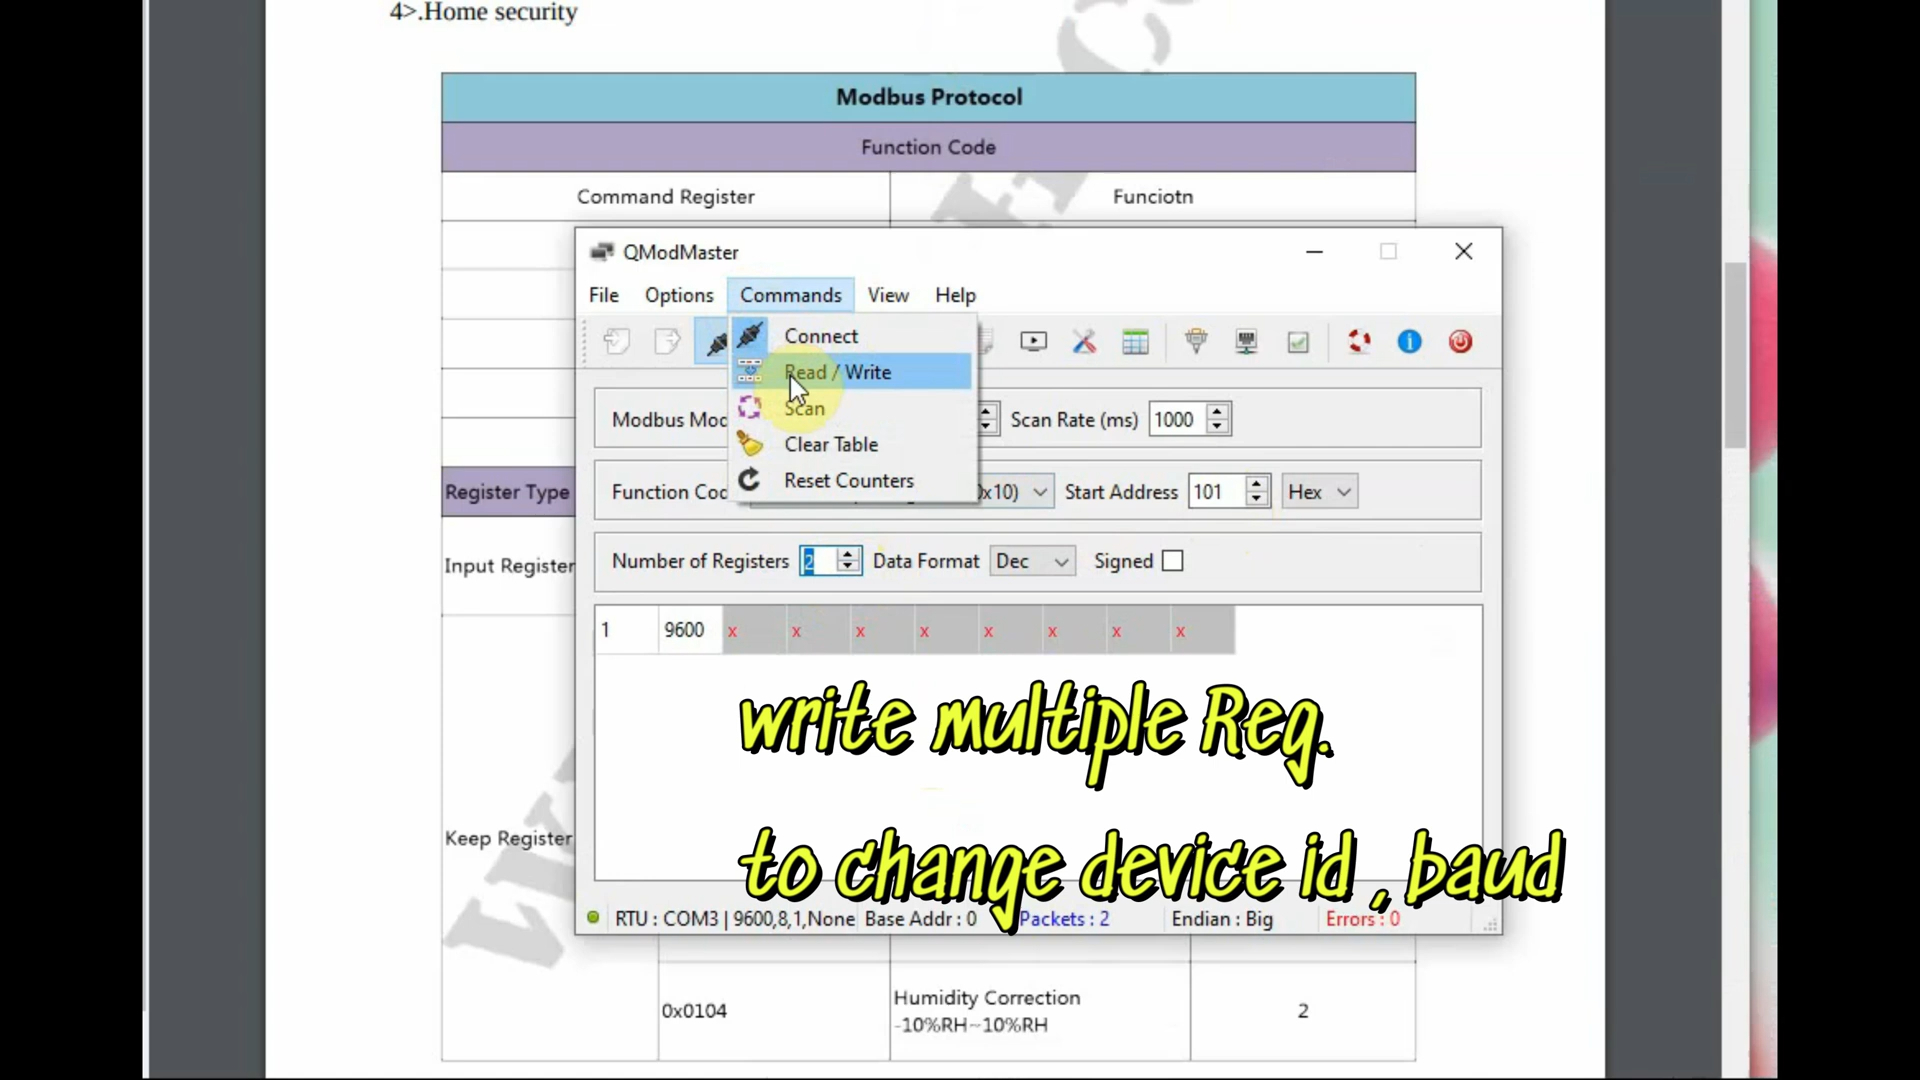 4>.Home security
Modbus Protocol
Function Code
Command Register
Funciotn
QModMaster
File Options Commands View Help
Connect
Read / Write
Scan
Clear Table
Reset Counters
Modbus Mod
Scan Rate (ms) 1000
Function Cod
0x10) Start Address 101 Hex
Number of Registers 2 Data Format Dec Signed
1 9600 x x x x x x x x
Register Type
Input Register
Keep Register
write multiple Reg.
to change device id , baud
RTU : COM3 | 9600,8,1,None Base Addr : 0 Packets : 2 Endian : Big Errors : 0
0x0104
Humidity Correction
-10%RH~10%RH
2